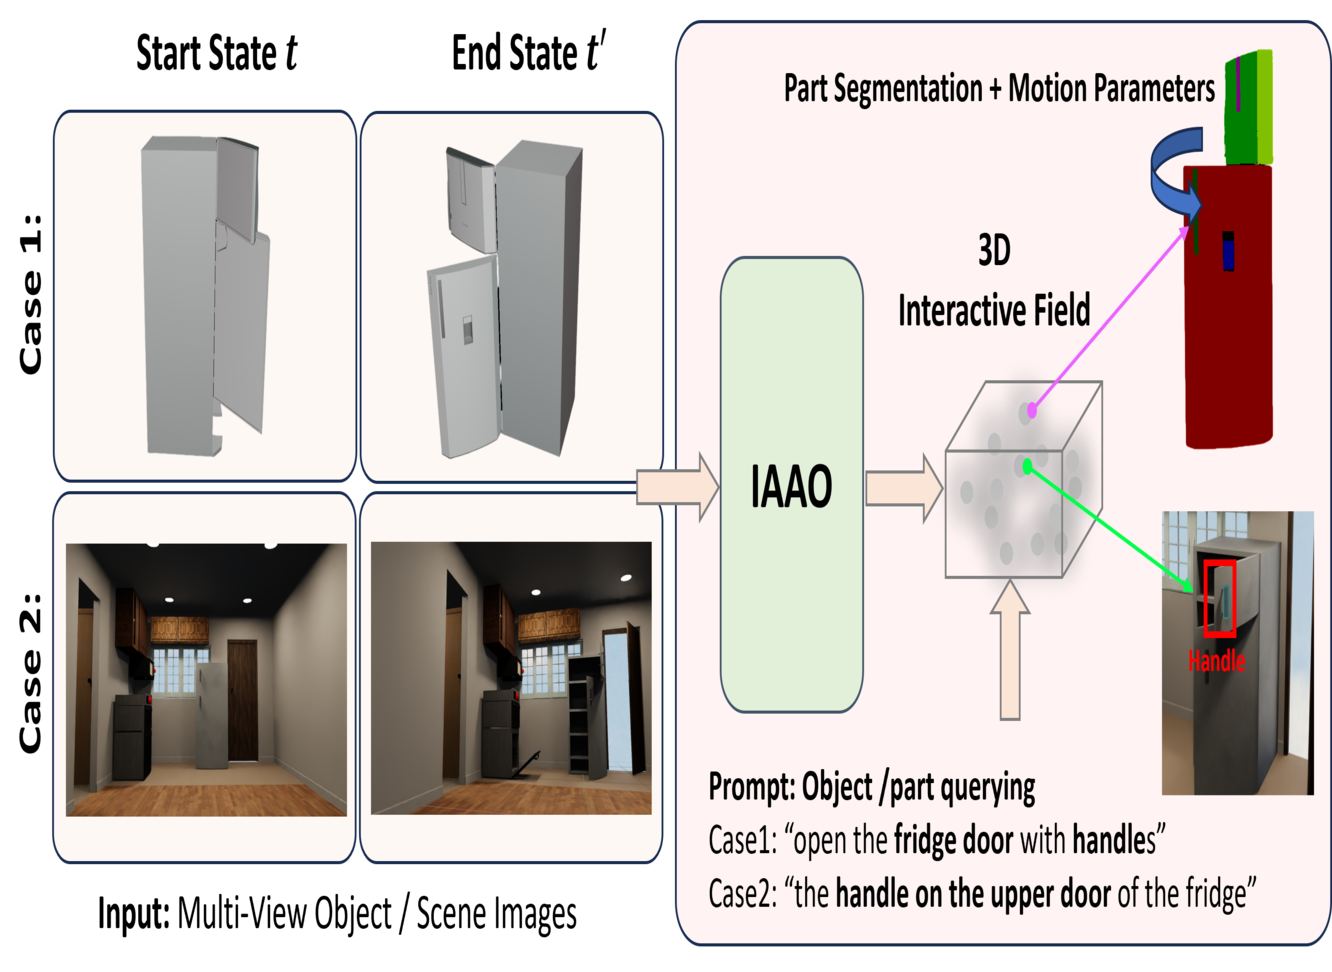 Start State t
End State t′
Part Segmentation + Motion Parameters
Case 1:
3D
Interactive Field
IAAO
Case 2:
Handle
Prompt: Object /part querying
Case1: “open the fridge door with handles”
Case2: “the handle on the upper door of the fridge”
Input: Multi-View Object / Scene Images